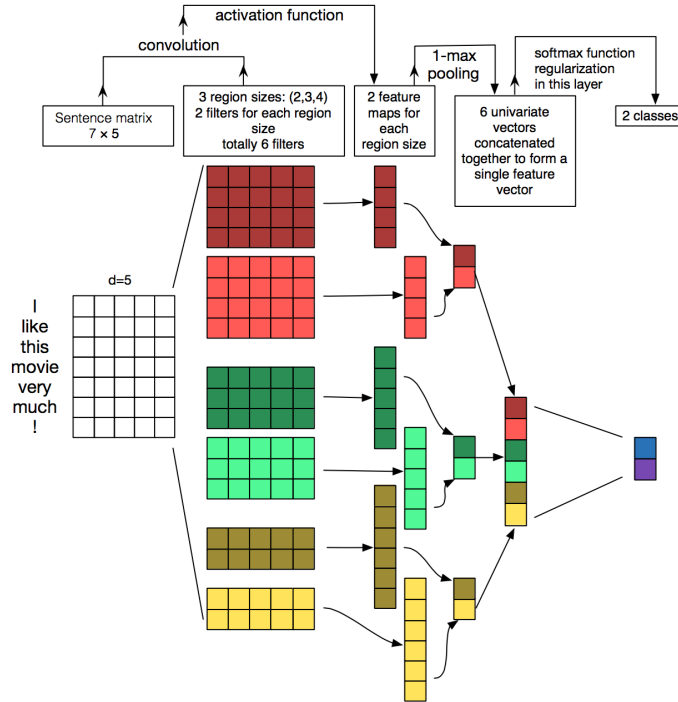 activation function
convolution
1-max
pooling
softmax function
regularization
in this layer
Sentence matrix
7 × 5
3 region sizes: (2,3,4)
2 filters for each region
size
totally 6 filters
2 feature
maps for
each
region size
6 univariate
vectors
concatenated
together to form a
single feature
vector
2 classes
d=5
I
like
this
movie
very
much
!